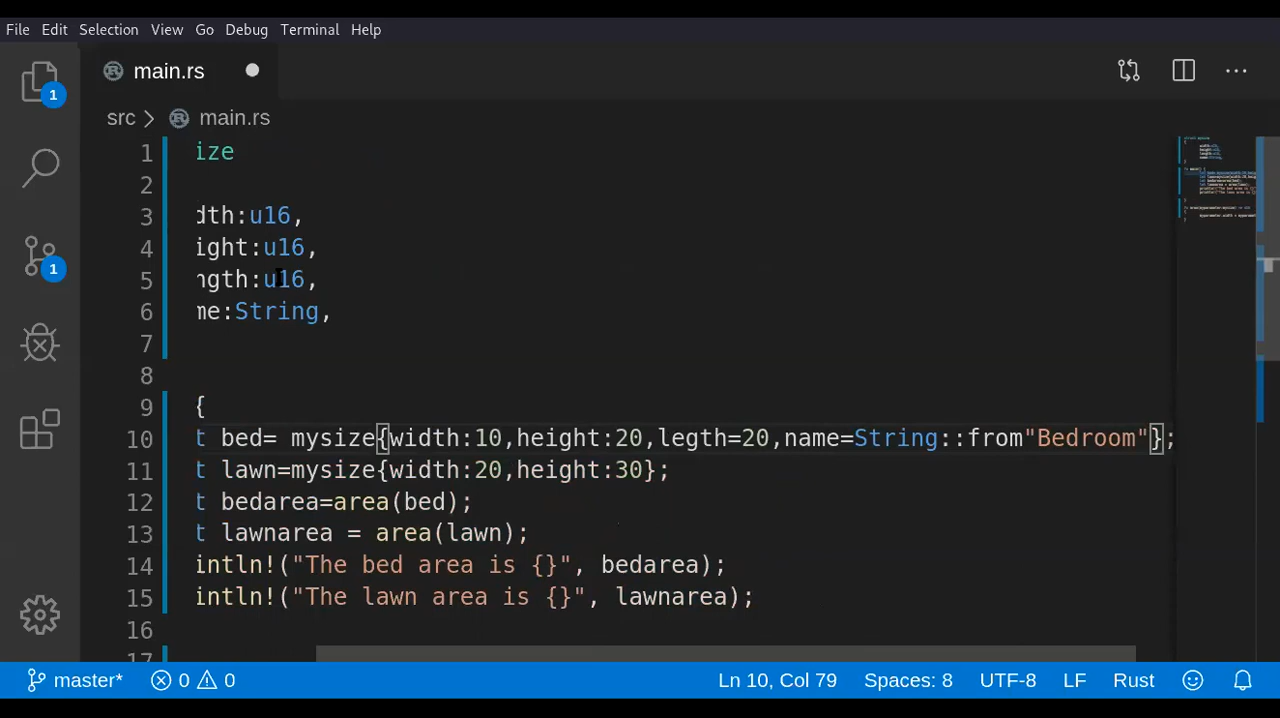 File Edit Selection View Go Debug Terminal Help
main.rs
src > main.rs
1 ize
2
3 dth:u16,
4 ight:u16,
5 ngth:u16,
6 me:String,
7
8
9 {
10 t bed= mysize{width:10,height:20,legth=20,name=String::from"Bedroom"};
11 t lawn=mysize{width:20,height:30};
12 t bedarea=area(bed);
13 t lawnarea = area(lawn);
14 intln!("The bed area is {}", bedarea);
15 intln!("The lawn area is {}", lawnarea);
16
17
1
1
master* 0 0 Ln 10, Col 79 Spaces: 8 UTF-8 LF Rust